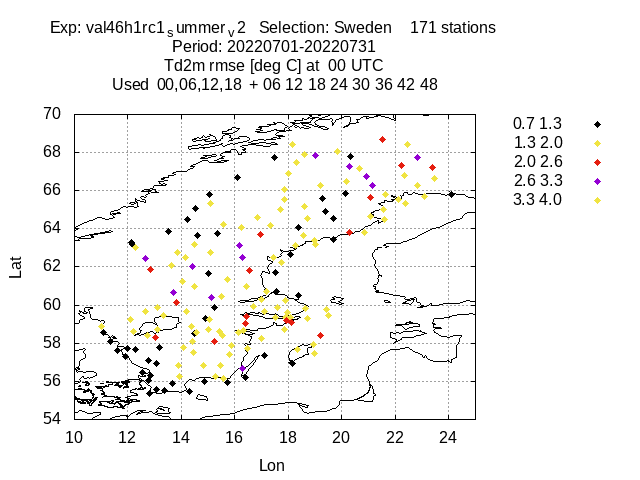 Exp: val46h1rc1summerv2   Selection: Sweden    171 stations
Period: 20220701-20220731
Td2m rmse [deg C] at  00 UTC
Used  00,06,12,18  + 06 12 18 24 30 36 42 48
70
68
66
64
62
60
58
56
54
10 12 14 16 18 20 22 24
Lat
Lon
0.7 1.3
1.3 2.0
2.0 2.6
2.6 3.3
3.3 4.0